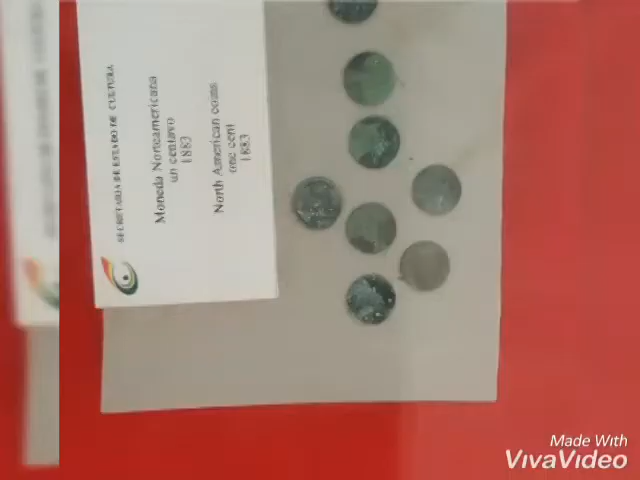 SECRETARIA DE ESTADO DE CULTURA
Moneda Norteamericana
un centavo
1883
North American coins
one cent
1883
Made With
VivaVideo